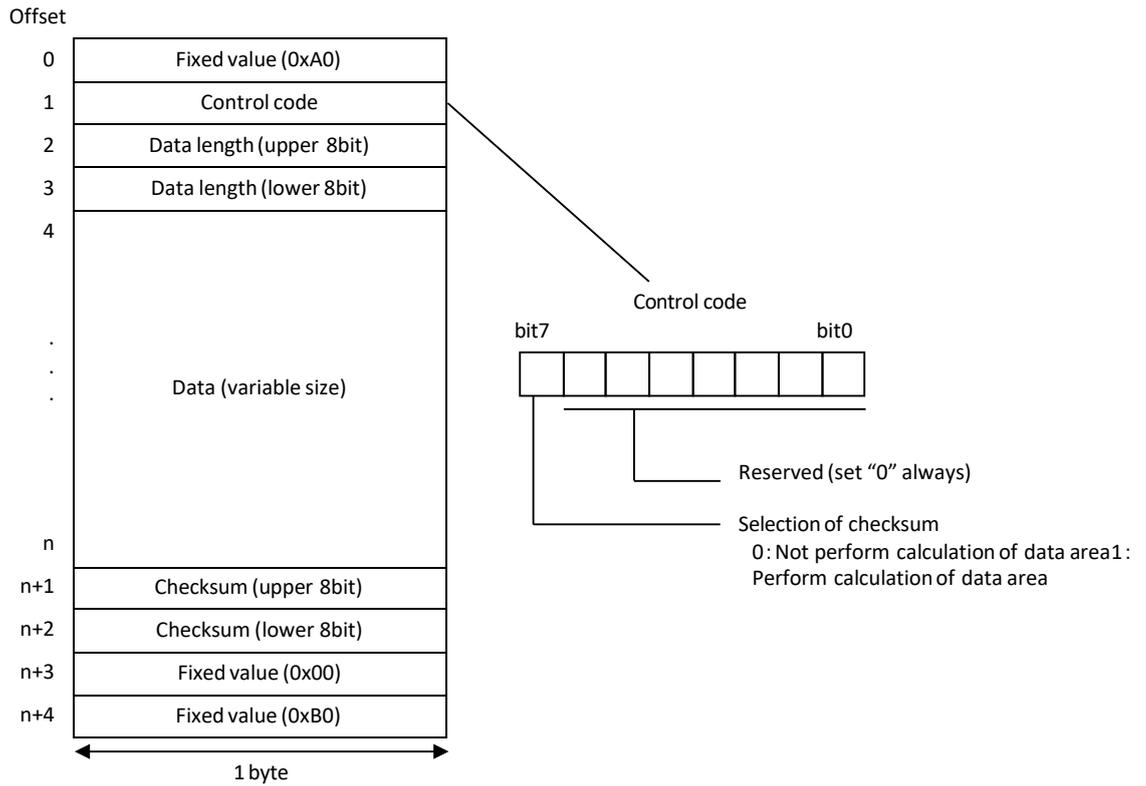 Offset
0 Fixed value (0xA0)
1 Control code
2 Data length (upper 8bit)
3 Data length (lower 8bit)
4
Control code
bit7 bit0
.
.
.
Data (variable size)
Reserved (set “0” always)
Selection of checksum
n
0: Not perform calculation of data area1:
Perform calculation of data area
n+1 Checksum (upper 8bit)
n+2 Checksum (lower 8bit)
n+3 Fixed value (0x00)
n+4 Fixed value (0xB0)
1 byte